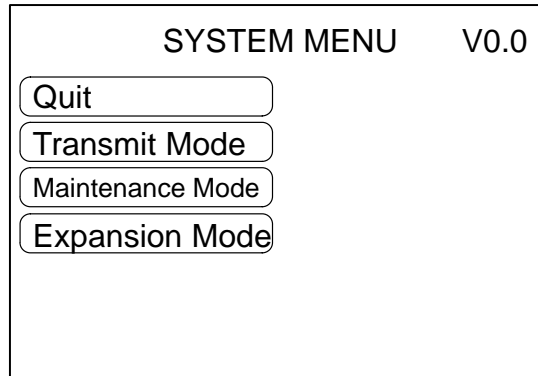 SYSTEM MENU V0.0
Quit
Transmit Mode
Maintenance Mode
Expansion Mode